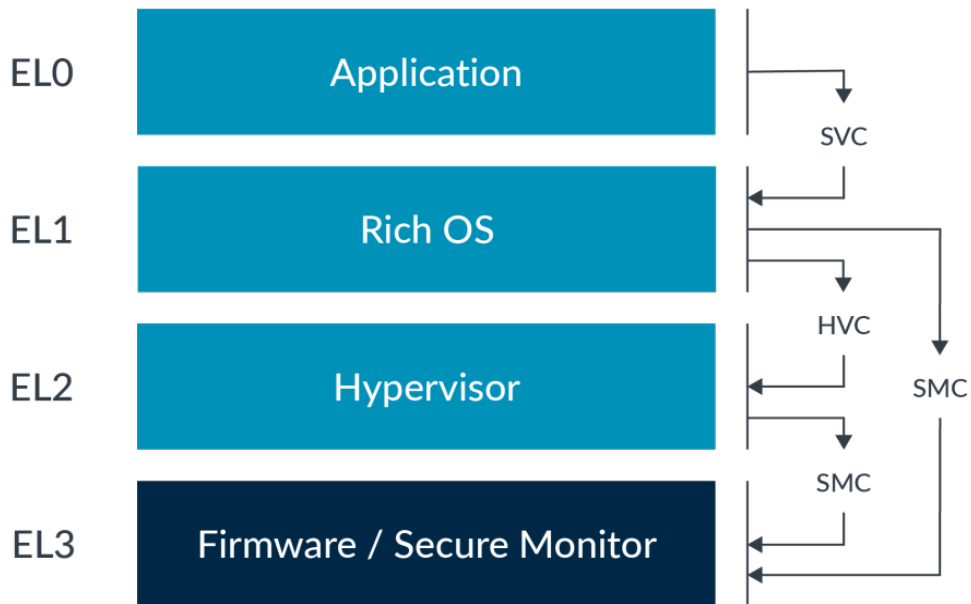 EL0
Application
SVC
EL1
Rich OS
HVC
EL2
Hypervisor
SMC
SMC
EL3
Firmware / Secure Monitor